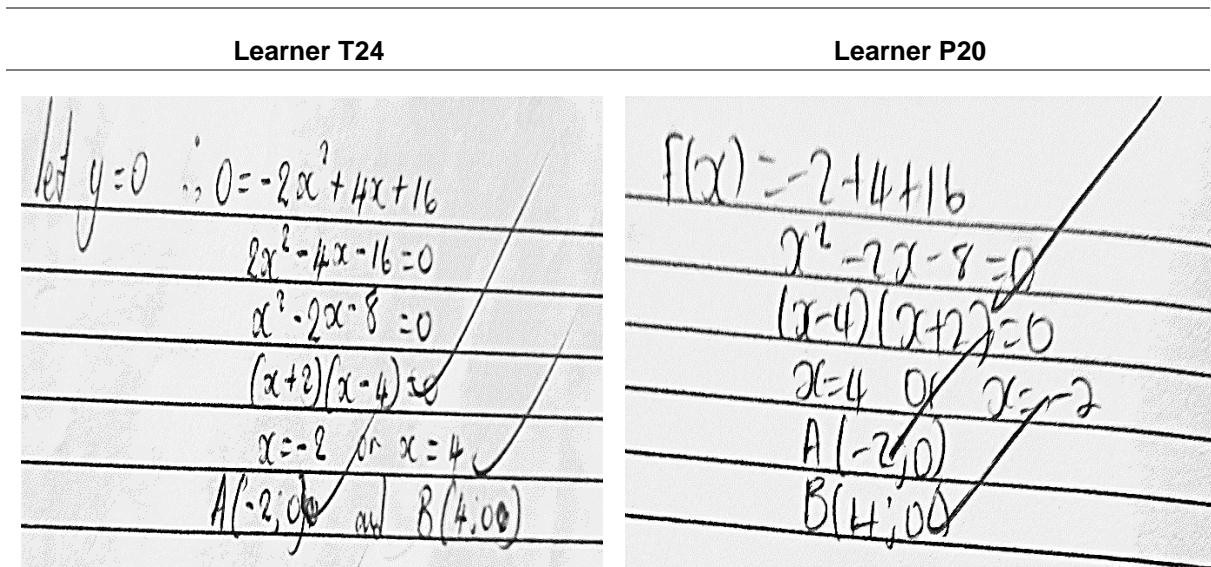 Learner T24
Learner P20
let y=0 ∴ 0=-2x²+4x+16
2x²-4x-16=0
x²-2x-8=0
(x+2)(x-4)=0
x=-2 or x=4
A(-2;0) and B(4;0)
f(x)=-2+4+16
x²-2x-8=0
(x-4)(x+2)=0
x=4 or x=-2
A(-2;0)
B(4;0)